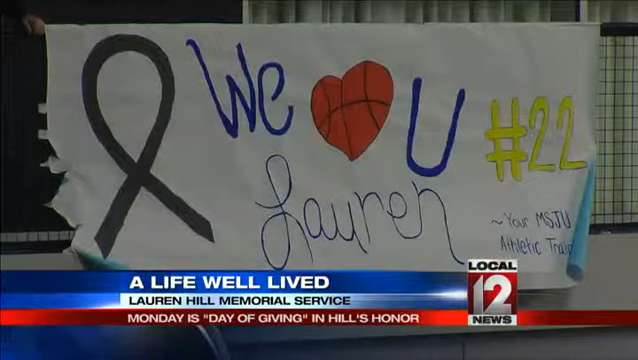 We U
Lauren
#22
~Your MSJU
Athletic
A LIFE WELL LIVED
LAUREN HILL MEMORIAL SERVICE
MONDAY IS "DAY OF GIVING" IN HILL'S HONOR
LOCAL
12
NEWS